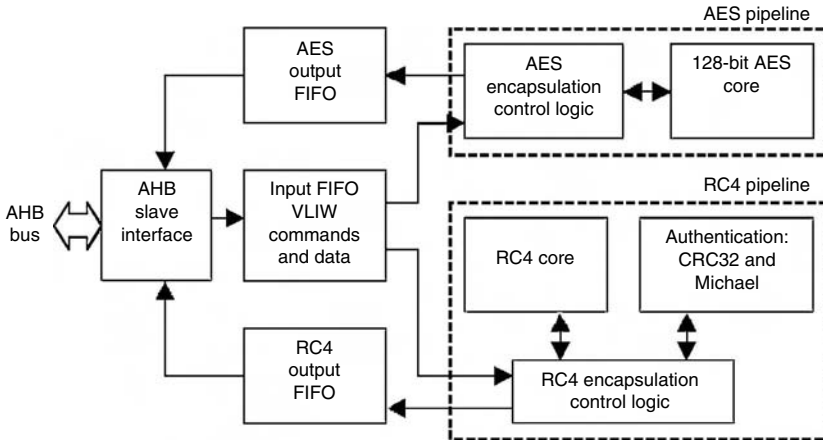 AES pipeline
AES
output
FIFO
AES
encapsulation
control logic
128-bit AES
core
AHB
bus
AHB
slave
interface
Input FIFO
VLIW
commands
and data
RC4 pipeline
RC4 core
Authentication:
CRC32 and
Michael
RC4
output
FIFO
RC4 encapsulation
control logic